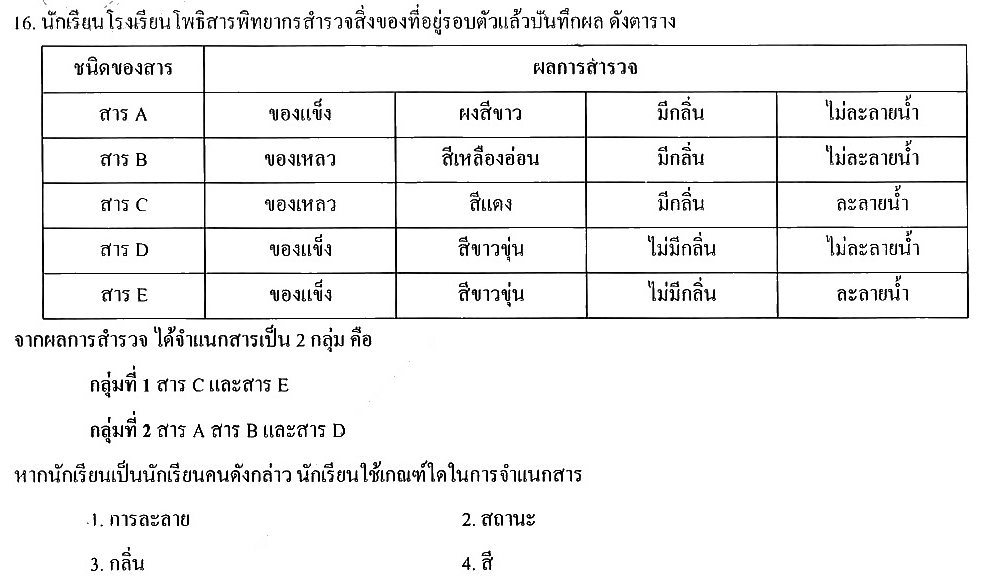 16. นักเรียนโรงเรียนโพธิสารพิทยากรสำรวจสิ่งของที่อยู่รอบตัวแล้วบันทึกผล ดังตาราง
ชนิดของสาร ผลการสำรวจ
สาร A ของแข็ง ผงสีขาว มีกลิ่น ไม่ละลายน้ำ
สาร B ของเหลว สีเหลืองอ่อน มีกลิ่น ไม่ละลายน้ำ
สาร C ของเหลว สีแดง มีกลิ่น ละลายน้ำ
สาร D ของแข็ง สีขาวขุ่น ไม่มีกลิ่น ไม่ละลายน้ำ
สาร E ของแข็ง สีขาวขุ่น ไม่มีกลิ่น ละลายน้ำ
จากผลการสำรวจ ได้จำแนกสารเป็น 2 กลุ่ม คือ
กลุ่มที่ 1 สาร C และสาร E
กลุ่มที่ 2 สาร A สาร B และสาร D
หากนักเรียนเป็นนักเรียนคนดังกล่าว นักเรียนใช้เกณฑ์ใดในการจำแนกสาร
1. การละลาย 2. สถานะ
3. กลิ่น 4. สี